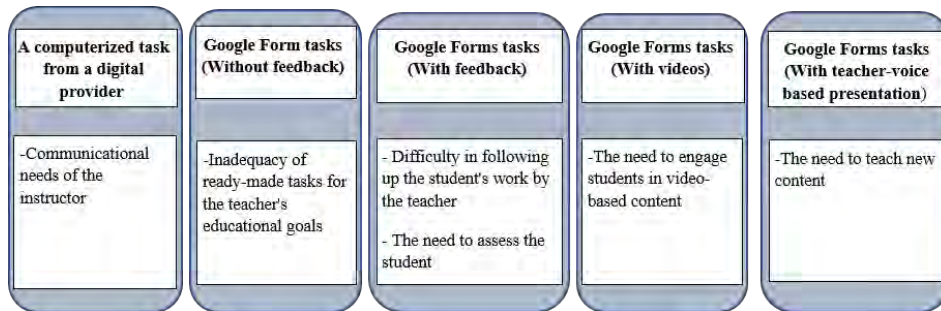 A computerized task
from a digital
provider
-Communicational
needs of the
instructor
Google Form tasks
(Without feedback)
-Inadequacy of
ready-made tasks for
the teacher's
educational goals
Google Forms tasks
(With feedback)
- Difficulty in following
up the student's work by
the teacher
- The need to assess the
student
Google Forms tasks
(With videos)
-The need to engage
students in video-
based content
Google Forms tasks
(With teacher-voice
based presentation)
-The need to teach new
content